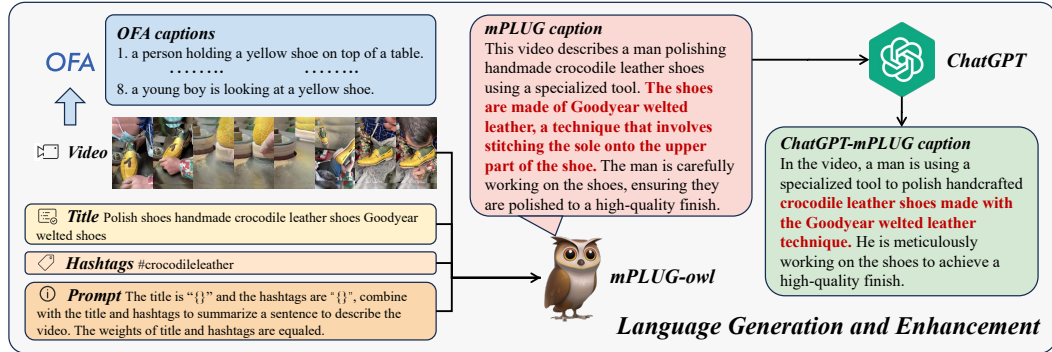 OFA
OFA captions
1. a person holding a yellow shoe on top of a table.
........ ........
8. a young boy is looking at a yellow shoe.
Video
Title Polish shoes handmade crocodile leather shoes Goodyear
welted shoes
Hashtags #crocodileleather
Prompt The title is “{}” and the hashtags are "{}", combine
with the title and hashtags to summarize a sentence to describe the
video. The weights of title and hashtags are equaled.
mPLUG caption
This video describes a man polishing
handmade crocodile leather shoes
using a specialized tool. The shoes
are made of Goodyear welted
leather, a technique that involves
stitching the sole onto the upper
part of the shoe. The man is carefully
working on the shoes, ensuring they
are polished to a high-quality finish.
mPLUG-owl
ChatGPT
ChatGPT-mPLUG caption
In the video, a man is using a
specialized tool to polish handcrafted
crocodile leather shoes made with
the Goodyear welted leather
technique. He is meticulously
working on the shoes to achieve a
high-quality finish.
Language Generation and Enhancement